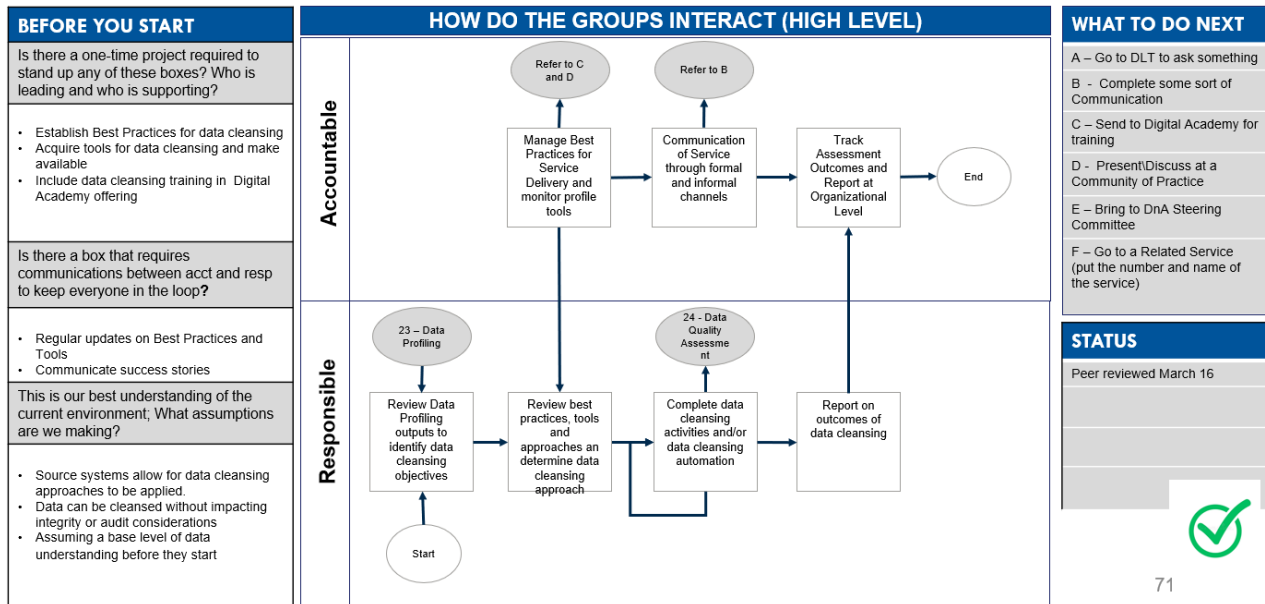 BEFORE YOU START
Is there a one-time project required to
stand up any of these boxes? Who is
leading and who is supporting?
• Establish Best Practices for data cleansing
• Acquire tools for data cleansing and make
available
• Include data cleansing training in Digital
Academy offering
Is there a box that requires
communications between acct and resp
to keep everyone in the loop?
• Regular updates on Best Practices and
Tools
• Communicate success stories
This is our best understanding of the
current environment; What assumptions
are we making?
• Source systems allow for data cleansing
approaches to be applied.
• Data can be cleansed without impacting
integrity or audit considerations
• Assuming a base level of data
understanding before they start
HOW DO THE GROUPS INTERACT (HIGH LEVEL)
Accountable
Refer to C
and D
Refer to B
Manage Best
Practices for
Service
Delivery and
monitor profile
tools
Communication
of Service
through formal
and informal
channels
Track
Assessment
Outcomes and
Report at
Organizational
Level
End
Responsible
23 – Data
Profiling
24 - Data
Quality
Assessme
nt
Review Data
Profiling
outputs to
identify data
cleansing
objectives
Review best
practices, tools
and
approaches an
determine data
cleansing
approach
Complete data
cleansing
activities and/or
data cleansing
automation
Report on
outcomes of
data cleansing
Start
WHAT TO DO NEXT
A – Go to DLT to ask something
B - Complete some sort of
Communication
C – Send to Digital Academy for
training
D - Present\Discuss at a
Community of Practice
E – Bring to DnA Steering
Committee
F – Go to a Related Service
(put the number and name of
the service)
STATUS
Peer reviewed March 16
71